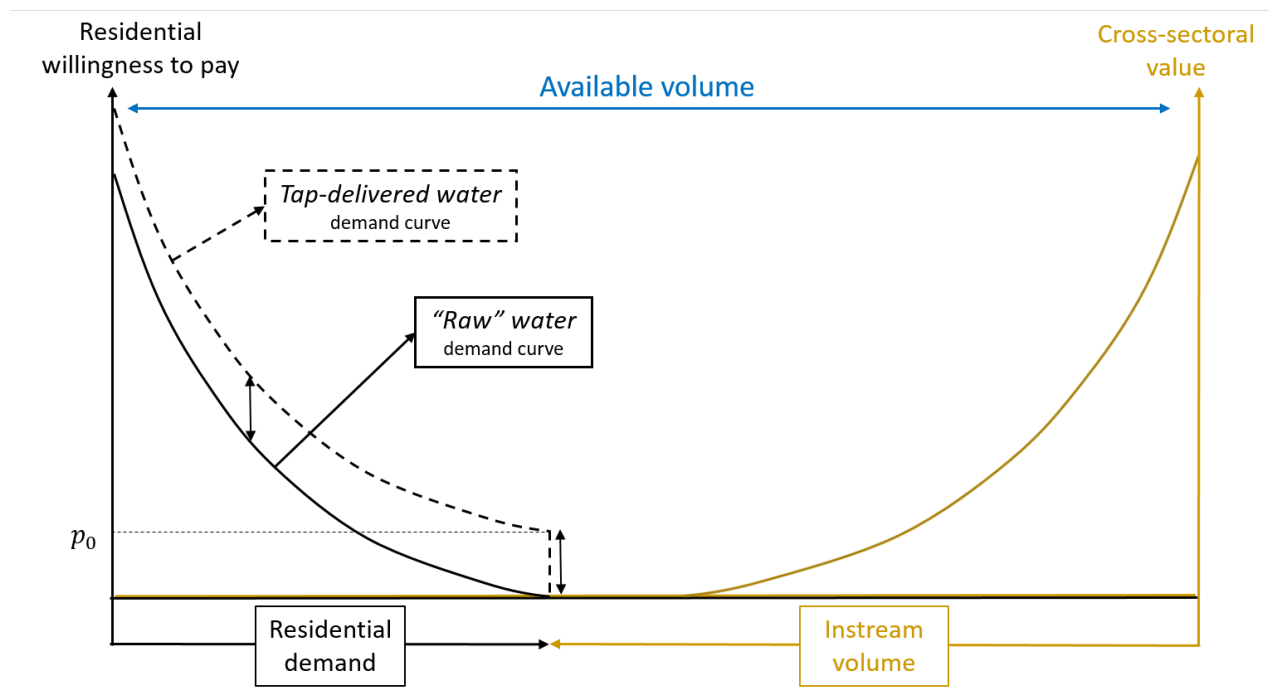 Residential
willingness to pay
Cross-sectoral
value
Available volume
Tap-delivered water
demand curve
“Raw” water
demand curve
p₀
Residential
demand
Instream
volume